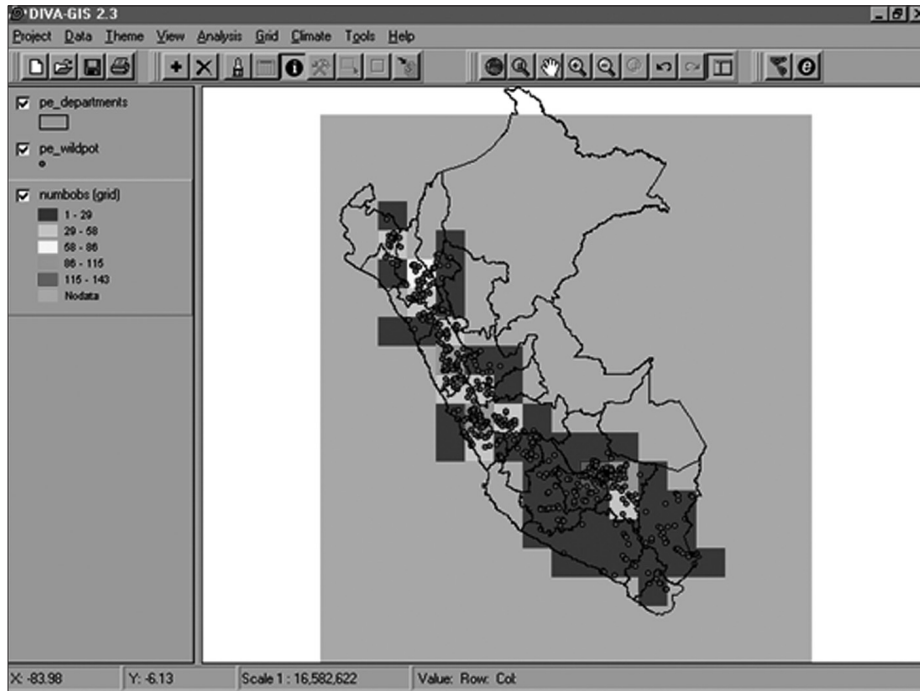 DIVA-GIS 2.3
Project Data Theme View Analysis Grid Climate Tools Help
pe_departments
pe_wildpot
numbobs (grid)
1 - 29
29 - 58
58 - 86
86 - 115
115 - 143
Nodata
X: -83.98 Y: -6.13 Scale 1 : 16,582,622 Value: Row: Col: